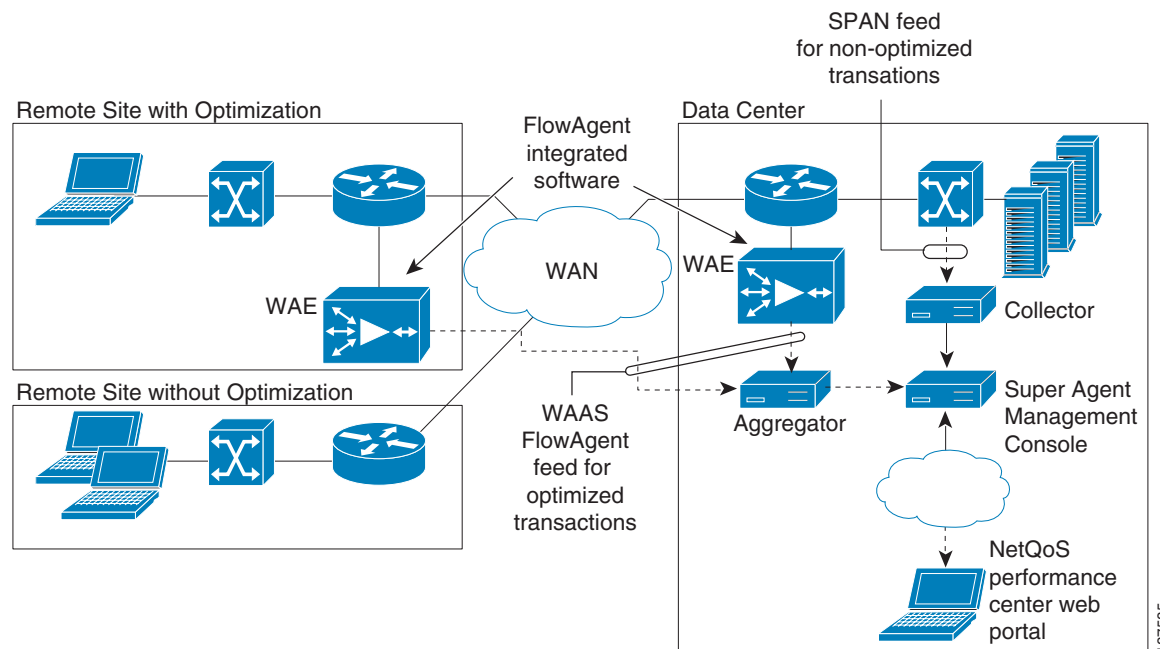 SPAN feed
for non-optimized
transations
Remote Site with Optimization
FlowAgent
integrated
software
Data Center
WAE
WAN
WAE
Collector
Remote Site without Optimization
WAAS
FlowAgent
feed for
optimized
transactions
Aggregator
Super Agent
Management
Console
NetQoS
performance
center web
portal